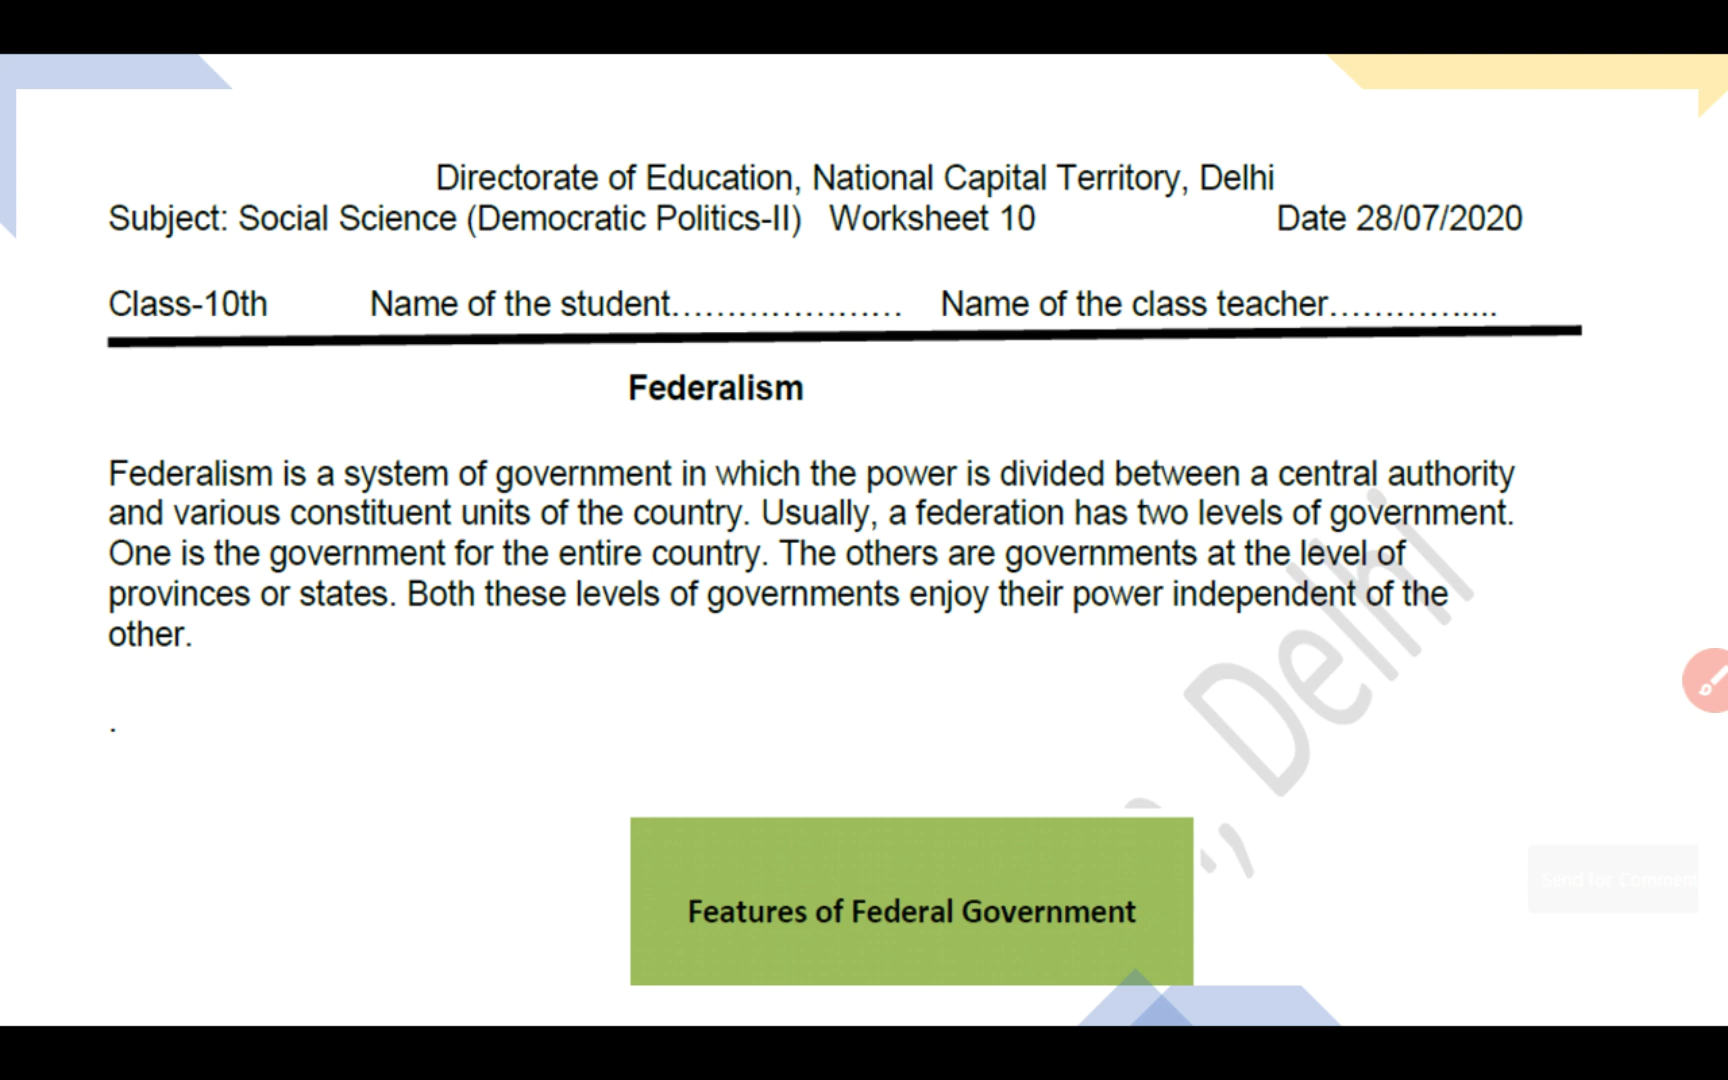 Directorate of Education, National Capital Territory, Delhi
Subject: Social Science (Democratic Politics-II) Worksheet 10 Date 28/07/2020
Class-10th Name of the student..................... Name of the class teacher...............
Federalism
Federalism is a system of government in which the power is divided between a central authority
and various constituent units of the country. Usually, a federation has two levels of government.
One is the government for the entire country. The others are governments at the level of
provinces or states. Both these levels of governments enjoy their power independent of the
other.
.
, Delhi
Send for Commen
Features of Federal Government